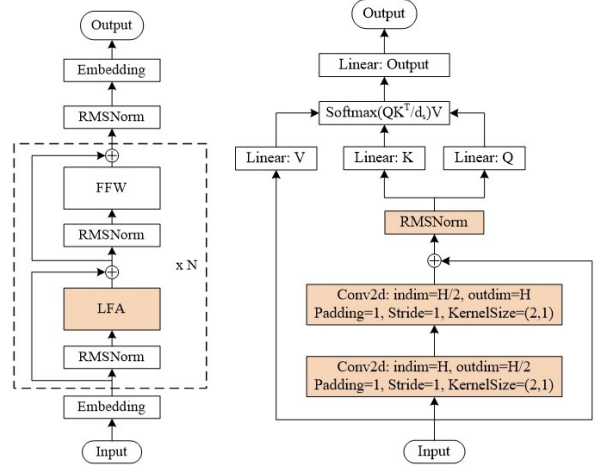 Output
Embedding
RMSNorm
FFW
RMSNorm
x N
LFA
RMSNorm
Embedding
Input
Output
Linear: Output
Softmax(QKᵀ/dₛ)V
Linear: V
Linear: K
Linear: Q
RMSNorm
Conv2d: indim=H/2, outdim=H
Padding=1, Stride=1, KernelSize=(2,1)
Conv2d: indim=H, outdim=H/2
Padding=1, Stride=1, KernelSize=(2,1)
Input